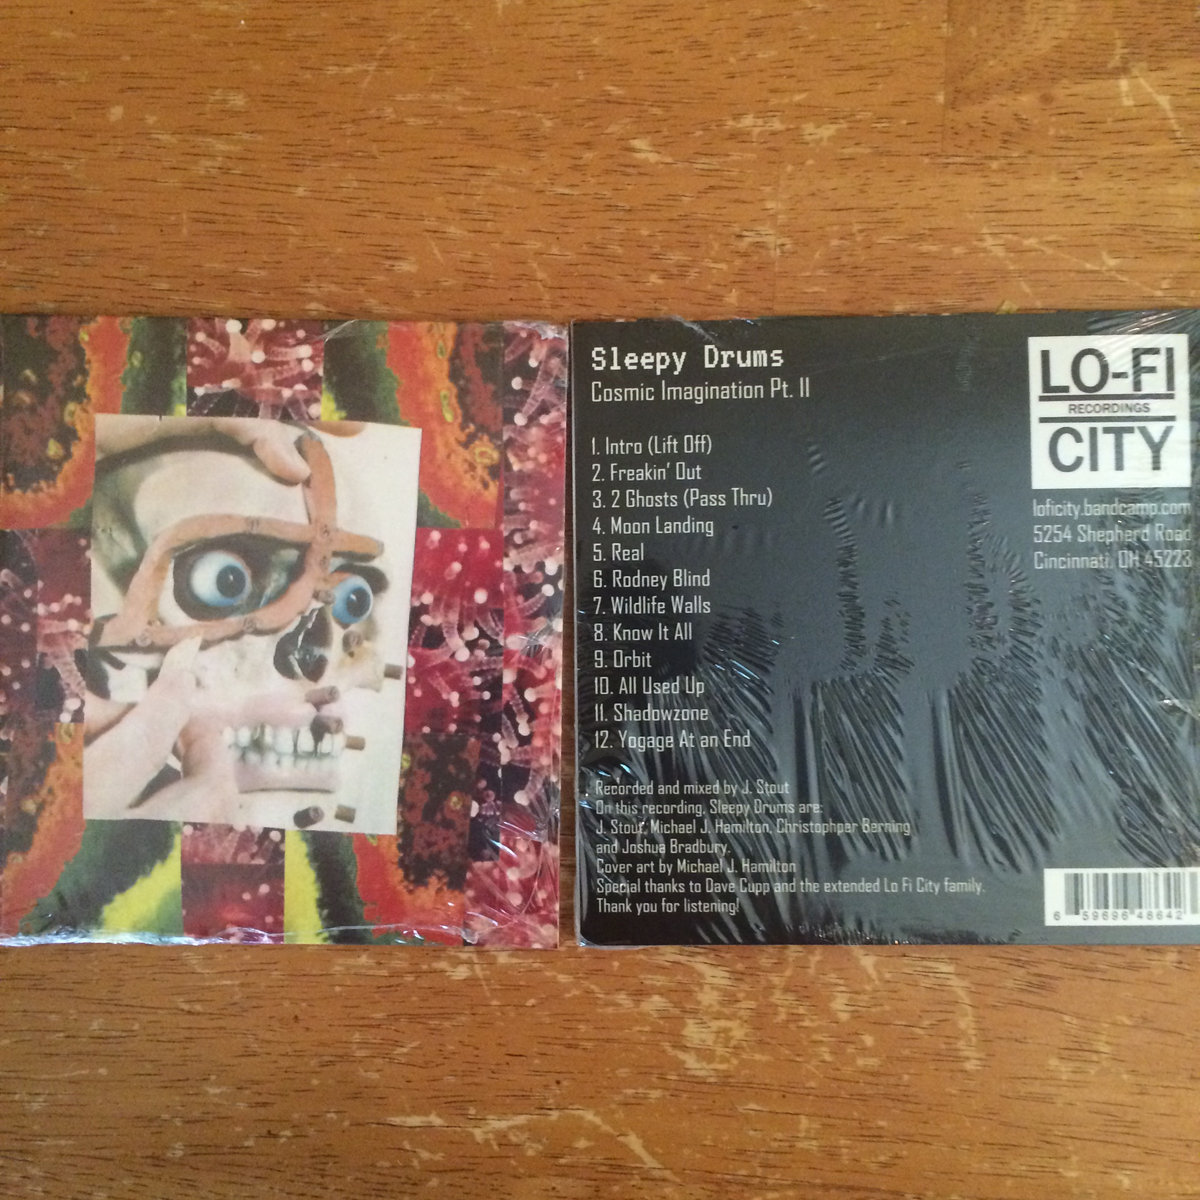 Sleepy Drums
Cosmic Imagination Pt. II
1. Intro (Lift Off)
2. Freakin' Out
3. 2 Ghosts (Pass Thru)
4. Moon Landing
5. Real
6. Rodney Blind
7. Wildlife Walls
8. Know It All
9. Orbit
10. All Used Up
11. Shadowzone
12. Yogage At an End
Recorded and mixed by J. Stout
On this recording, Sleepy Drums are:
J. Stout, Michael J. Hamilton, Christophper Berning
and Joshua Bradbury.
Cover art by Michael J. Hamilton
Special thanks to Dave Cupp and the extended Lo Fi City family.
Thank you for listening!
LO-FI
RECORDINGS
CITY
loficity.bandcamp.com
5254 Shepherd Road
Cincinnati, OH 45223
6 59696 48642